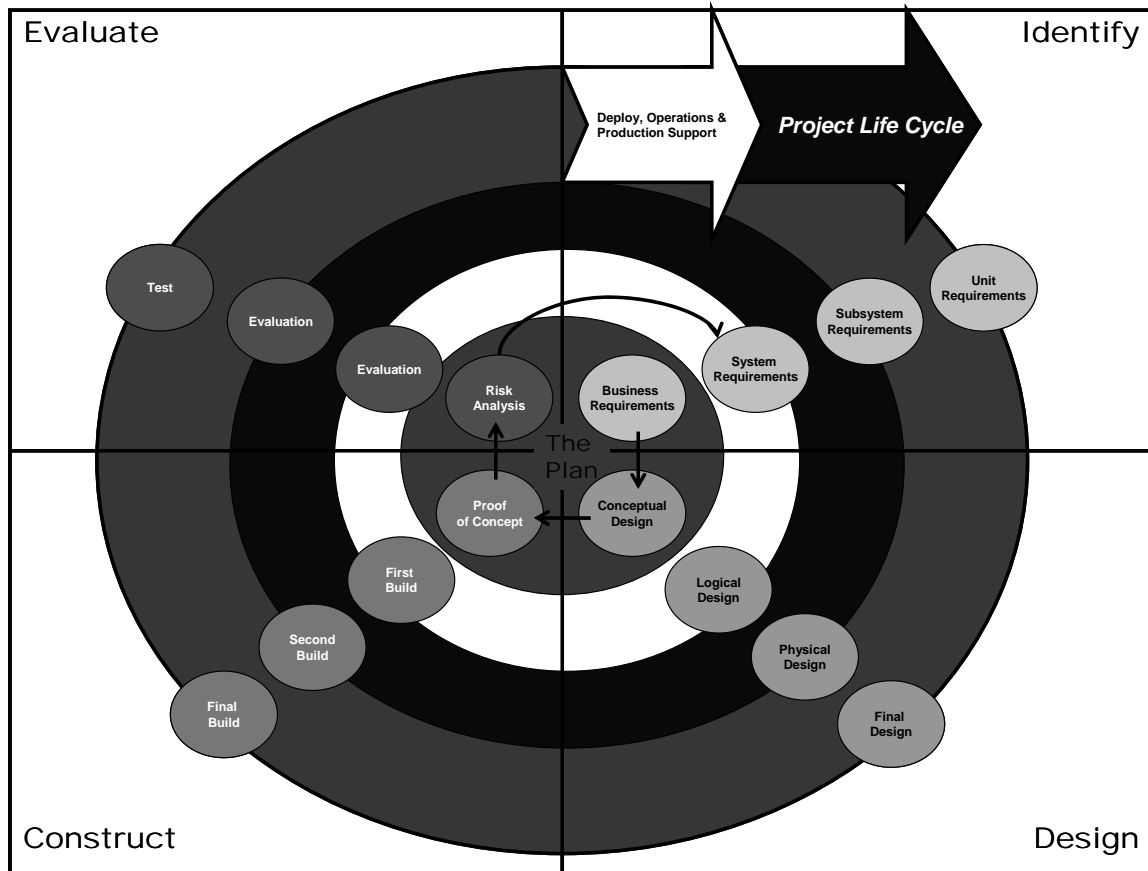 Evaluate
Identify
Deploy, Operations &
Production Support
Project Life Cycle
Test
Evaluation
Evaluation
Risk
Analysis
Business
Requirements
System
Requirements
Subsystem
Requirements
Unit
Requirements
The
Plan
Proof
of Concept
Conceptual
Design
First
Build
Second
Build
Final
Build
Logical
Design
Physical
Design
Final
Design
Construct
Design